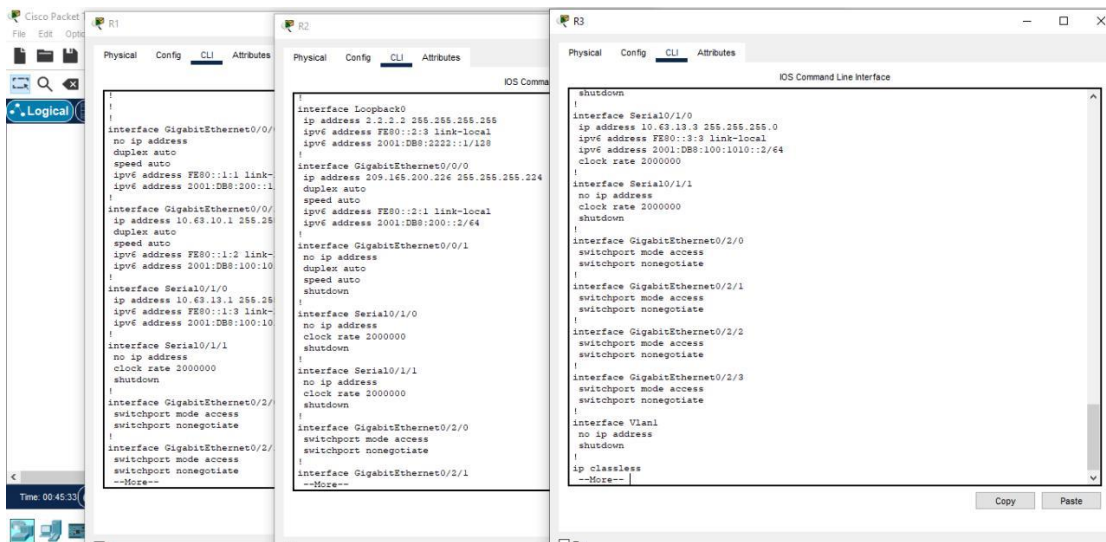 Cisco Packet
File Edit
R1
Physical Config CLI Attributes
!
!
!
interface GigabitEthernet0/0/
no ip address
duplex auto
speed auto
ipv6 address FE80::1:1
ipv6 address 2001:DB8:200::1
!
interface GigabitEthernet0/0/
ip address 10.63.10.1
duplex auto
speed auto
ipv6 address FE80::1:2
ipv6 address 2001:DB8:100:10
!
interface Serial0/1/0
ip address 10.63.13.1
ipv6 address FE80::1:3
ipv6 address 2001:DB8:100:10
!
interface Serial0/1/1
no ip address
clock rate 2000000
shutdown
!
interface GigabitEthernet0/2/
switchport mode access
switchport nonegotiate
!
interface GigabitEthernet0/2/
switchport mode access
switchport nonegotiate
--More--
R2
Physical Config CLI Attributes
IOS Comma
!
interface Loopback0
ip address 2.2.2.2 255.255.255.255
ipv6 address FE80::2:3 link-local
ipv6 address 2001:DB8:2222::1/128
!
interface GigabitEthernet0/0/0
ip address 209.165.200.226 255.255.255.224
duplex auto
speed auto
ipv6 address FE80::2:1 link-local
ipv6 address 2001:DB8:200::2/64
!
interface GigabitEthernet0/0/1
no ip address
duplex auto
speed auto
shutdown
!
interface Serial0/1/0
no ip address
clock rate 2000000
shutdown
!
interface Serial0/1/1
no ip address
clock rate 2000000
shutdown
!
interface GigabitEthernet0/2/0
switchport mode access
switchport nonegotiate
!
interface GigabitEthernet0/2/1
--More--
R3
Physical Config CLI Attributes
IOS Command Line Interface
shutdown
!
interface Serial0/1/0
ip address 10.63.13.3 255.255.255.0
ipv6 address FE80::3:3 link-local
ipv6 address 2001:DB8:100:1010::2/64
clock rate 2000000
!
interface Serial0/1/1
no ip address
clock rate 2000000
shutdown
!
interface GigabitEthernet0/2/0
switchport mode access
switchport nonegotiate
!
interface GigabitEthernet0/2/1
switchport mode access
switchport nonegotiate
!
interface GigabitEthernet0/2/2
switchport mode access
switchport nonegotiate
!
interface GigabitEthernet0/2/3
switchport mode access
switchport nonegotiate
!
interface Vlan1
no ip address
shutdown
!
ip classless
--More--
Copy Paste
Logical
Time: 00:45:33